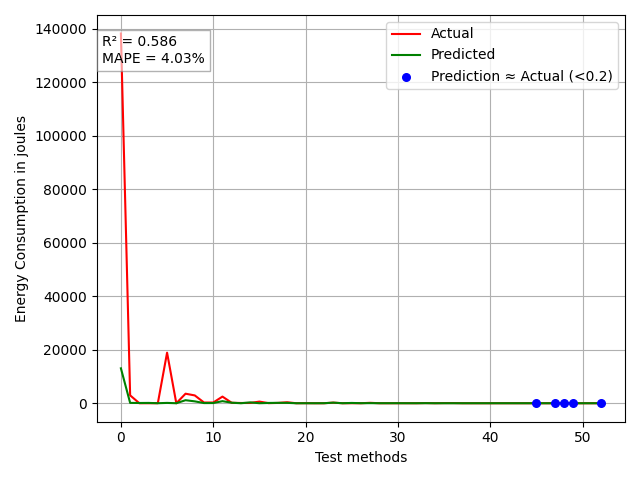 R² = 0.586
MAPE = 4.03%
Actual
Predicted
Prediction ≈ Actual (<0.2)
140000
120000
100000
80000
60000
40000
20000
0
Energy Consumption in joules
0 10 20 30 40 50
Test methods